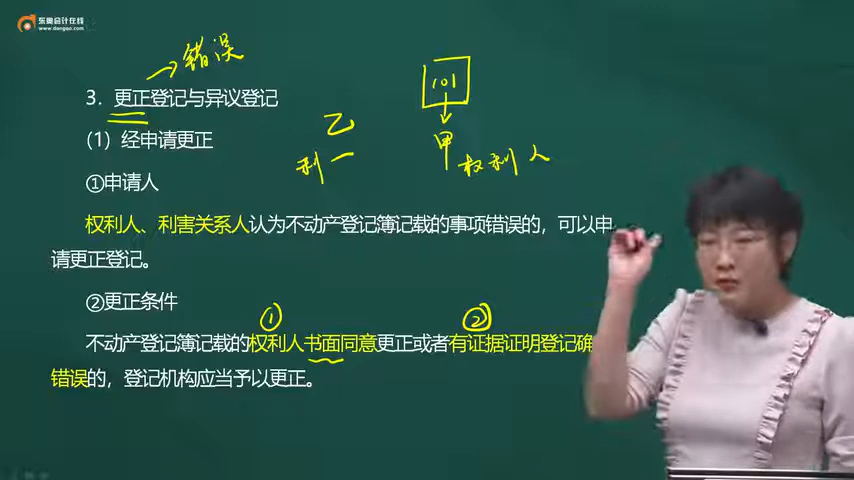 东奥会计在线
www.dongao.com
错误
3. 更正登记与异议登记
101
(1) 经申请更正
乙
甲
利
权利人
①申请人
权利人、利害关系人认为不动产登记簿记载的事项错误的，可以申
请更正登记。
②更正条件
① ②
不动产登记簿记载的权利人书面同意更正或者有证据证明登记确
错误的，登记机构应当予以更正。